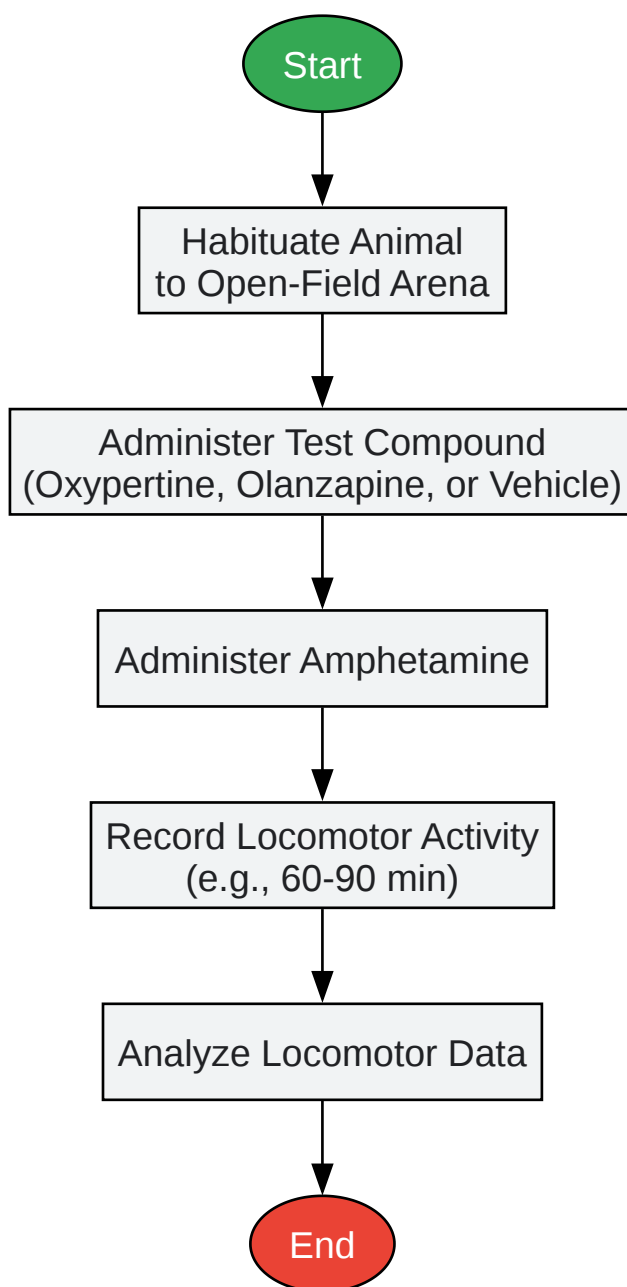 Start
Habituate Animal
to Open-Field Arena
Administer Test Compound
(Oxypertine, Olanzapine, or Vehicle)
Administer Amphetamine
Record Locomotor Activity
(e.g., 60-90 min)
Analyze Locomotor Data
End